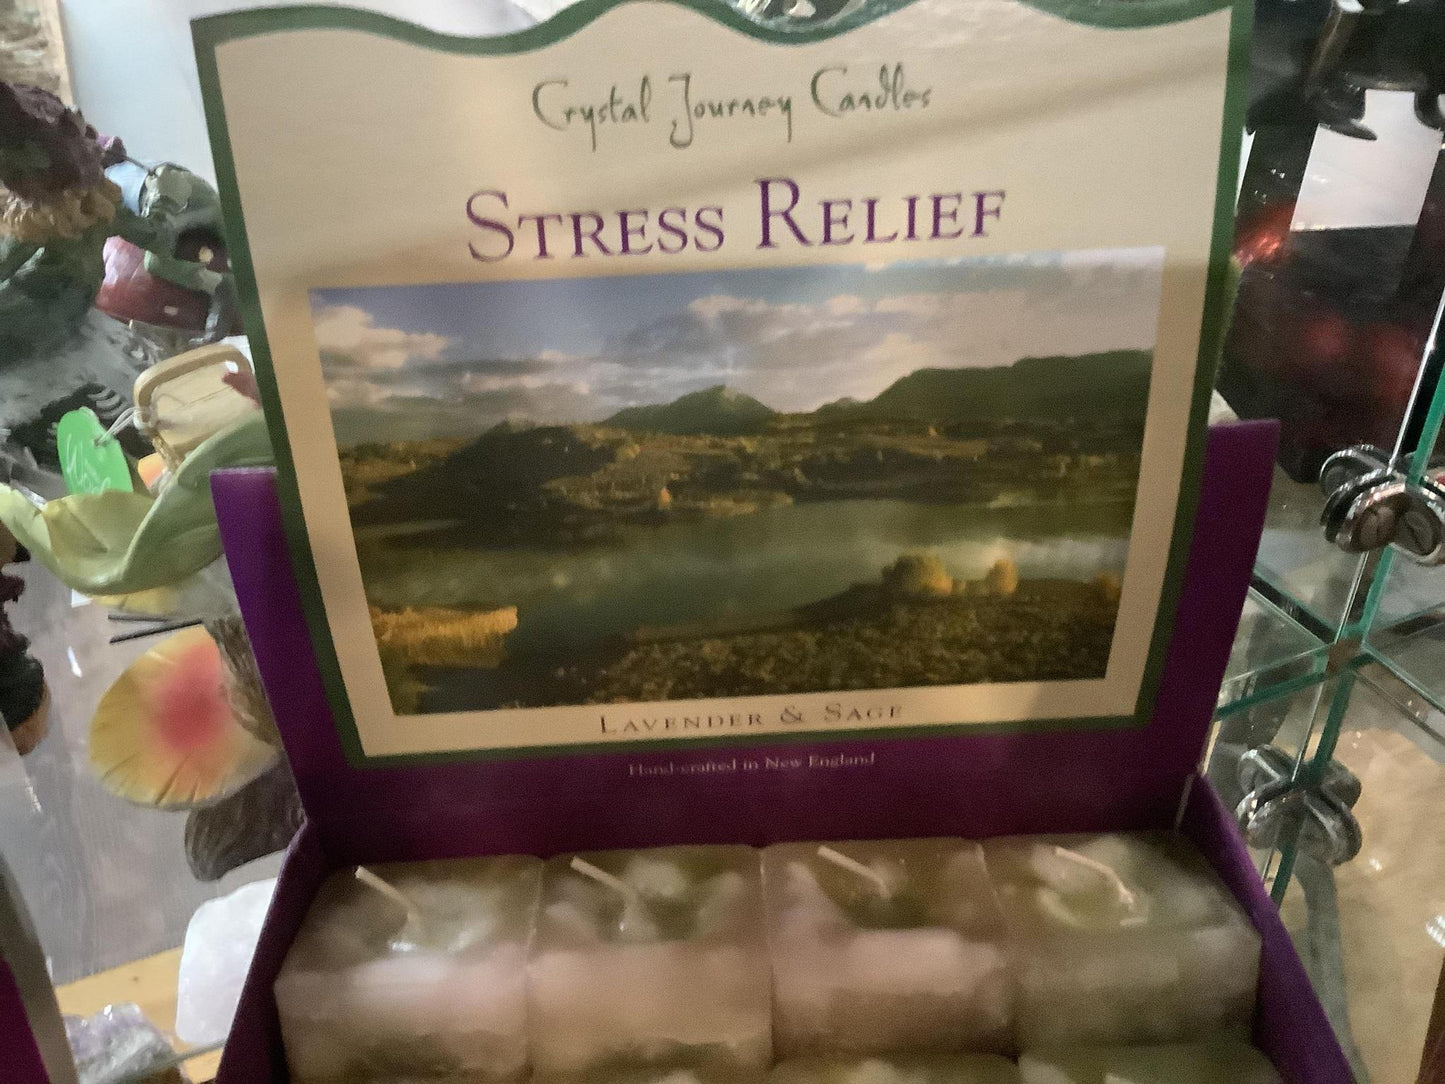 Crystal Journey Candles
STRESS RELIEF
LAVENDER & SAGE
Hand-crafted in New England